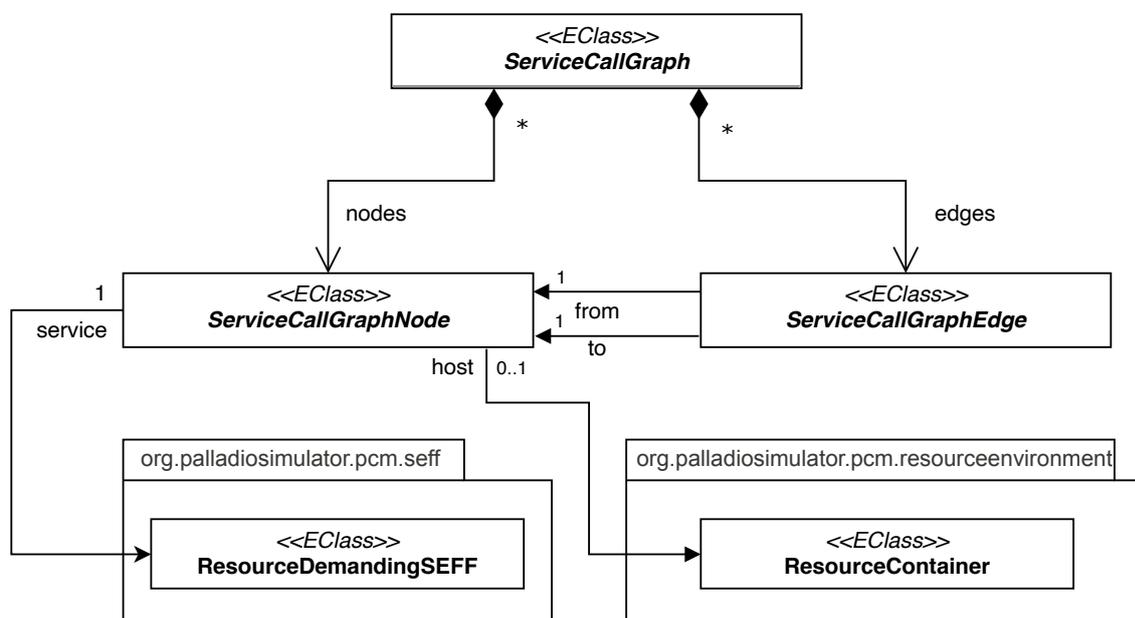 <<EClass>>
ServiceCallGraph
*
*
nodes
edges
1
<<EClass>>
ServiceCallGraphNode
1
from
1
to
<<EClass>>
ServiceCallGraphEdge
service
host
0..1
org.palladiosimulator.pcm.seff
org.palladiosimulator.pcm.resourceenvironment
<<EClass>>
ResourceDemandingSEFF
<<EClass>>
ResourceContainer